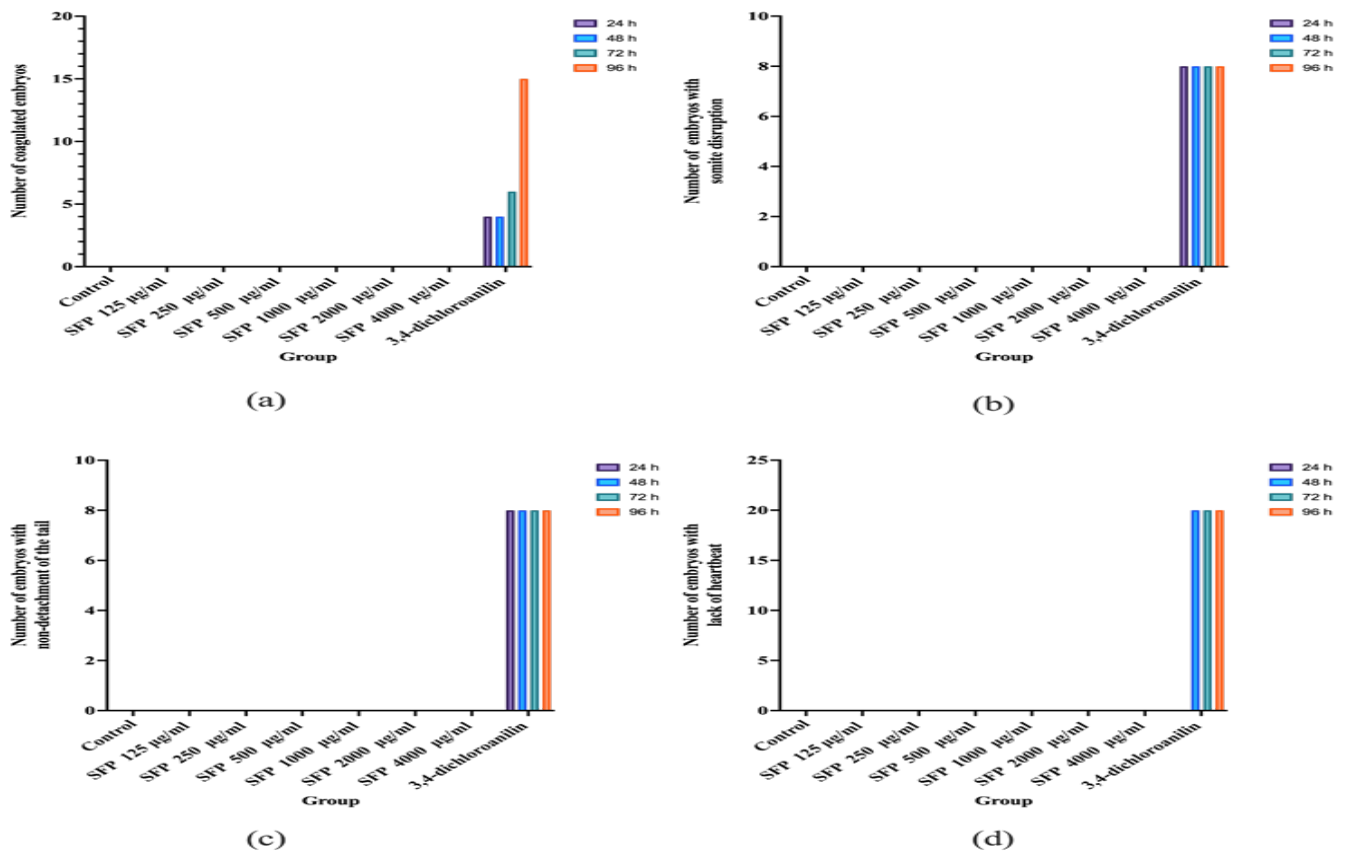 20
15
10
5
0
Number of coagulated embryos
24 h
48 h
72 h
96 h
Control
SFP 125 µg/ml
SFP 250 µg/ml
SFP 500 µg/ml
SFP 1000 µg/ml
SFP 2000 µg/ml
SFP 4000 µg/ml
3,4-dichloroanilin
Group
(a)
10
8
6
4
2
0
Number of embryos with
somite disruption
24 h
48 h
72 h
96 h
Control
SFP 125 µg/ml
SFP 250 µg/ml
SFP 500 µg/ml
SFP 1000 µg/ml
SFP 2000 µg/ml
SFP 4000 µg/ml
3,4-dichloroanilin
Group
(b)
10
8
6
4
2
0
Number of embryos with
non-detachment of the tail
24 h
48 h
72 h
96 h
Control
SFP 125 µg/ml
SFP 250 µg/ml
SFP 500 µg/ml
SFP 1000 µg/ml
SFP 2000 µg/ml
SFP 4000 µg/ml
3,4-dichloroanilin
Group
(c)
25
20
15
10
5
0
Number of embryos with
lack of heartbeat
24 h
48 h
72 h
96 h
Control
SFP 125 µg/ml
SFP 250 µg/ml
SFP 500 µg/ml
SFP 1000 µg/ml
SFP 2000 µg/ml
SFP 4000 µg/ml
3,4-dichloroanilin
Group
(d)